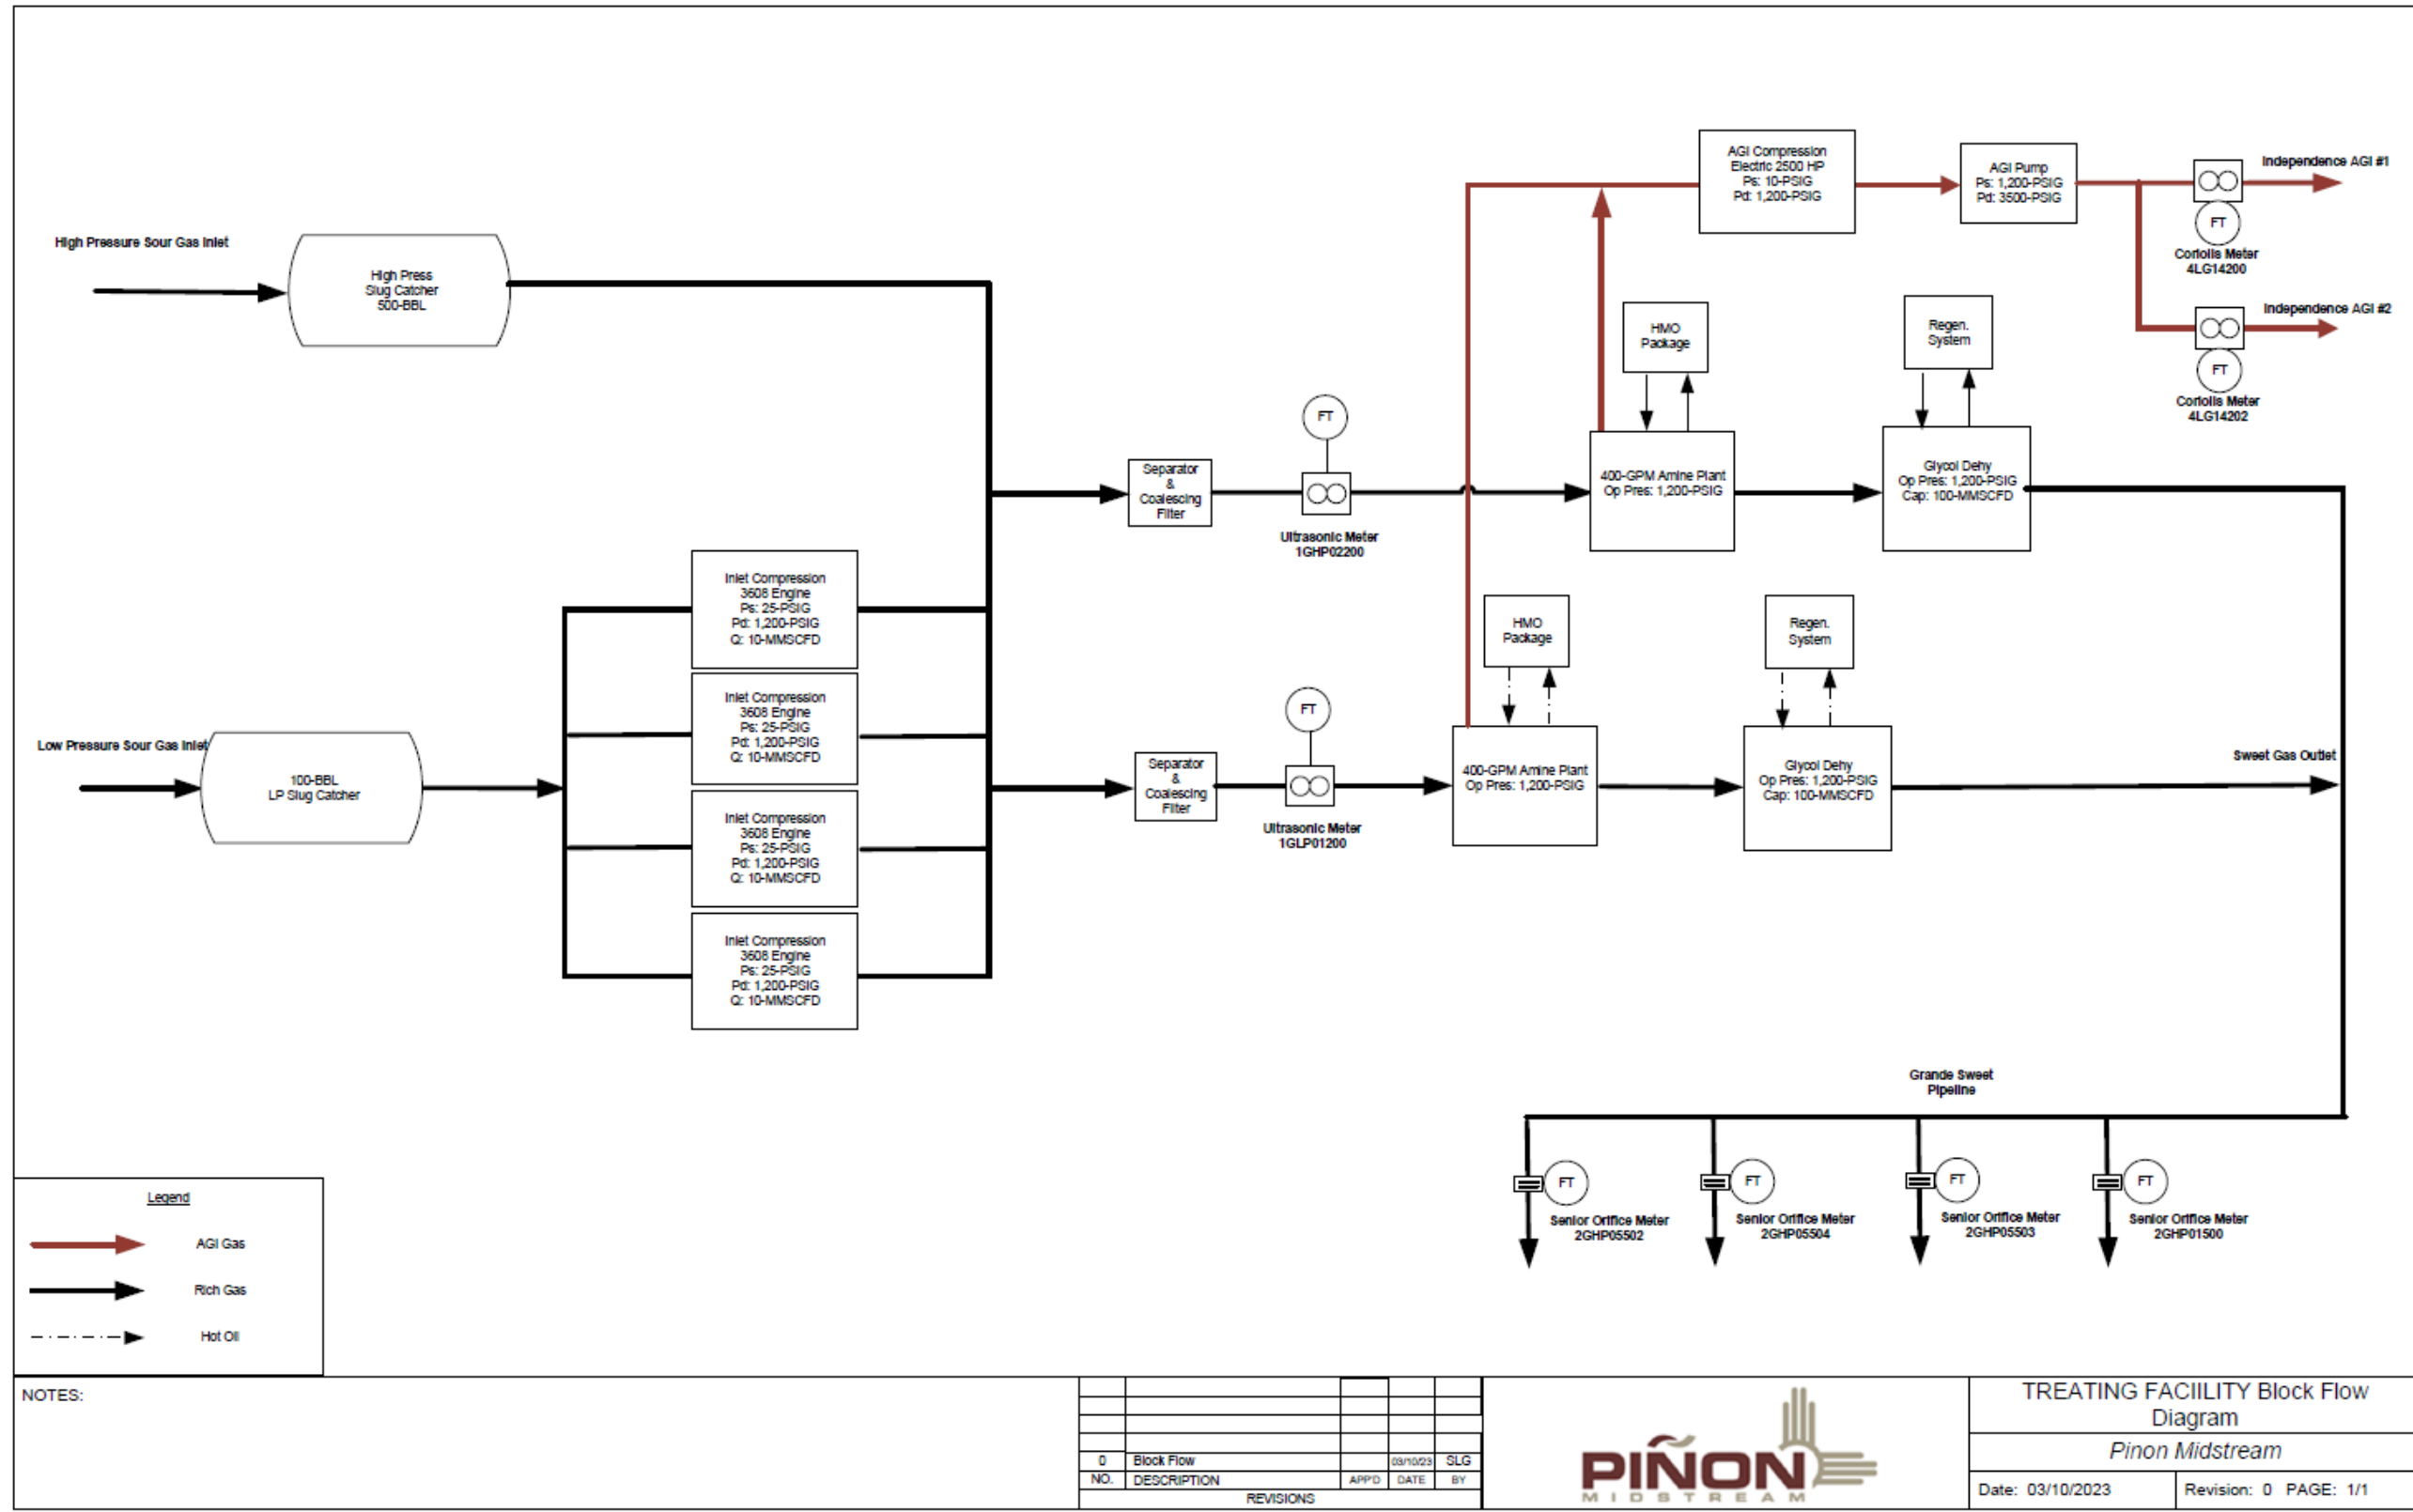 AGI Compression
Electric 2500 HP
Ps: 10-PSIG
Pd: 1,200-PSIG
AGI Pump
Ps: 1,200-PSIG
Pd: 3500-PSIG
Independence AGI #1
FT
Coriolis Meter
4LG14200
Independence AGI #2
FT
Coriolis Meter
4LG14202
High Pressure Sour Gas Inlet
High Press
Slug Catcher
500-BBL
HMO
Package
Regen.
System
FT
Separator
&
Coalescing
Filter
Ultrasonic Meter
1GHP02200
400-GPM Amine Plant
Op Pres: 1,200-PSIG
Glycol Dehy
Op Pres: 1,200-PSIG
Cap: 100-MMSCFD
Inlet Compression
3608 Engine
Ps: 25-PSIG
Pd: 1,200-PSIG
Q: 10-MMSCFD
Inlet Compression
3608 Engine
Ps: 25-PSIG
Pd: 1,200-PSIG
Q: 10-MMSCFD
Inlet Compression
3608 Engine
Ps: 25-PSIG
Pd: 1,200-PSIG
Q: 10-MMSCFD
Inlet Compression
3608 Engine
Ps: 25-PSIG
Pd: 1,200-PSIG
Q: 10-MMSCFD
Low Pressure Sour Gas Inlet
100-BBL
LP Slug Catcher
HMO
Package
Regen.
System
FT
Separator
&
Coalescing
Filter
Ultrasonic Meter
1GLP01200
400-GPM Amine Plant
Op Pres: 1,200-PSIG
Glycol Dehy
Op Pres: 1,200-PSIG
Cap: 100-MMSCFD
Sweet Gas Outlet
Grande Sweet
Pipeline
FT
Senior Orifice Meter
2GHP05502
FT
Senior Orifice Meter
2GHP05504
FT
Senior Orifice Meter
2GHP05503
FT
Senior Orifice Meter
2GHP01500
Legend
AGI Gas
Rich Gas
Hot Oil
NOTES:
0 Block Flow 03/10/23 SLG
NO. DESCRIPTION APP'D DATE BY
REVISIONS
PIÑON
MIDSTREAM
TREATING FACIILITY Block Flow
Diagram
Pinon Midstream
Date: 03/10/2023
Revision: 0 PAGE: 1/1